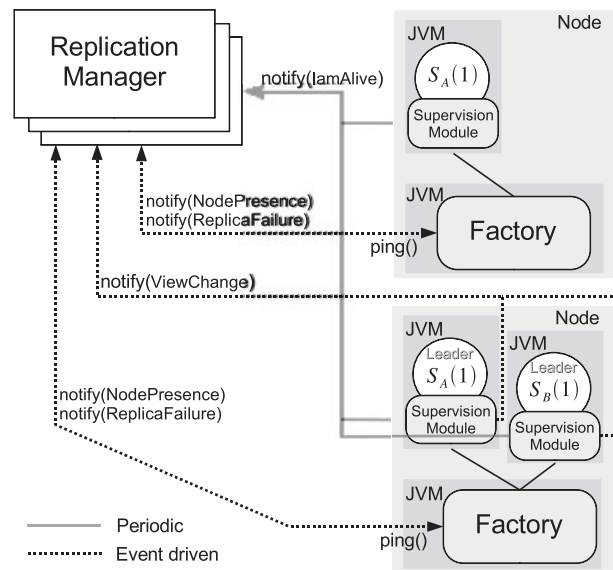 Node
JVM
Replication
Manager
S_A(1)
notify(IamAlive)
Supervision
Module
JVM
notify(NodePresence)
notify(ReplicaFailure)
Factory
ping()
notify(ViewChange)
Node
JVM
JVM
Leader
S_A(1)
Leader
S_B(1)
notify(NodePresence)
notify(ReplicaFailure)
Supervision
Module
Supervision
Module
JVM
Factory
ping()
Periodic
Event driven